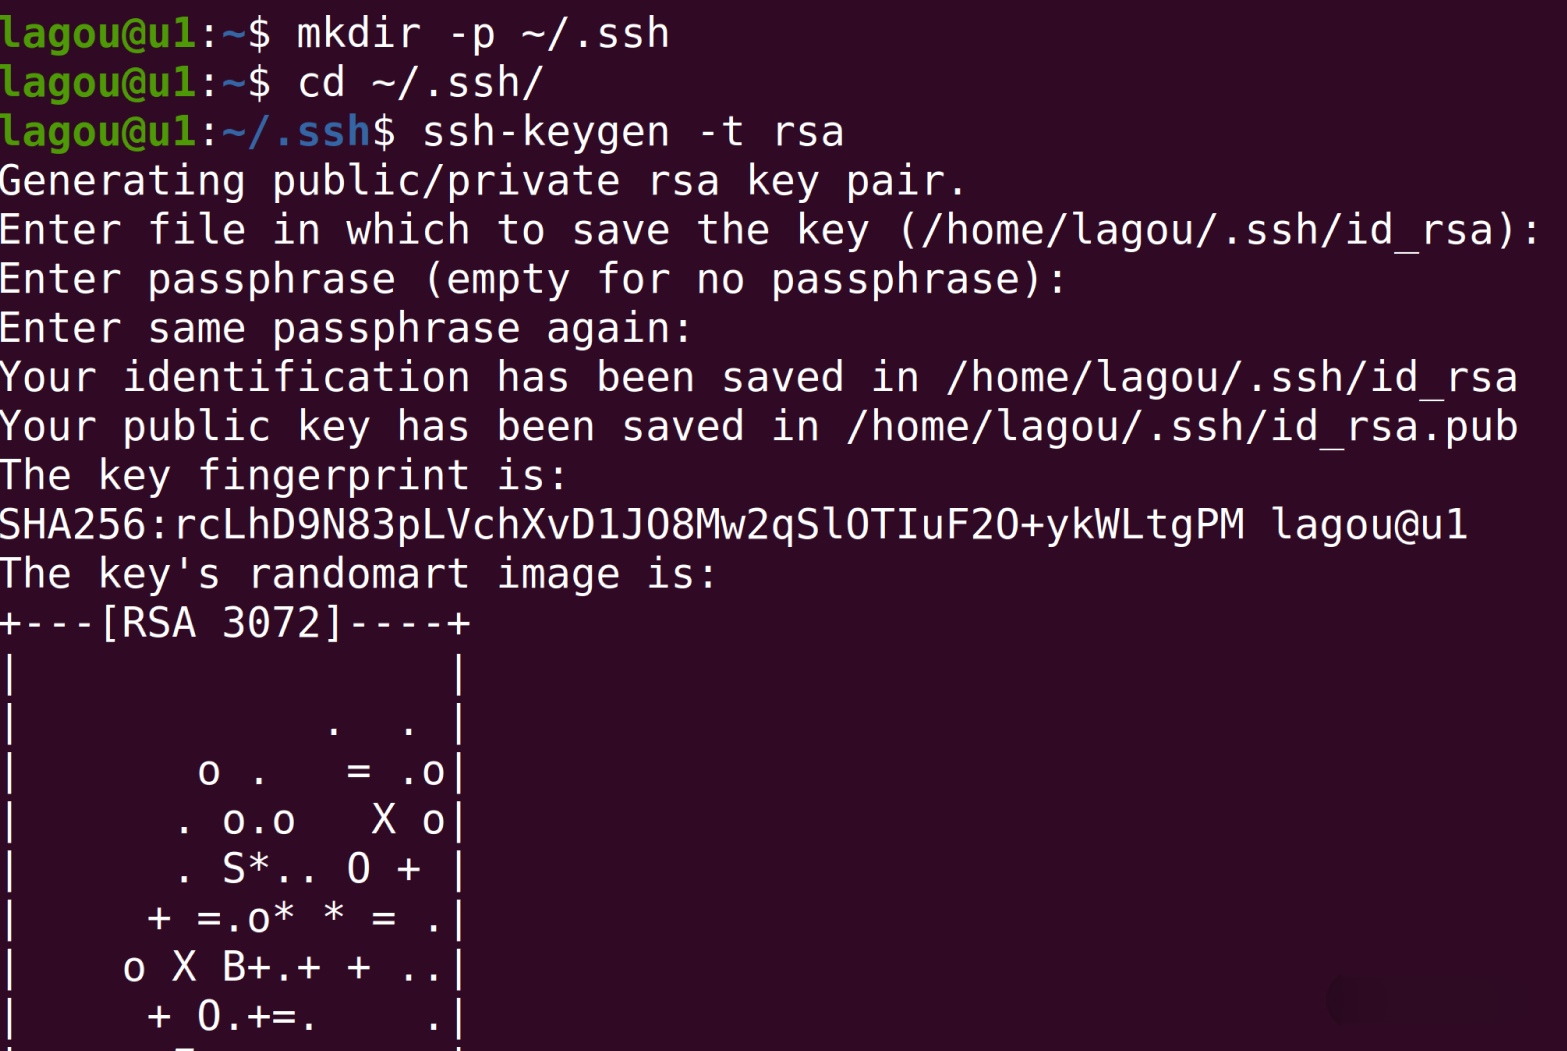 lagou@u1:~$ mkdir -p ~/.ssh
lagou@u1:~$ cd ~/.ssh/
lagou@u1:~/.ssh$ ssh-keygen -t rsa
Generating public/private rsa key pair.
Enter file in which to save the key (/home/lagou/.ssh/id_rsa):
Enter passphrase (empty for no passphrase):
Enter same passphrase again:
Your identification has been saved in /home/lagou/.ssh/id_rsa
Your public key has been saved in /home/lagou/.ssh/id_rsa.pub
The key fingerprint is:
SHA256:rcLhD9N83pLVchXvD1JO8Mw2qSlOTIuF2O+ykWLtgPM lagou@u1
The key's randomart image is:
+---[RSA 3072]----+
|                 |
|            .  . |
|       o .   = .o|
|      . o.o   X o|
|      . S*.. O + |
|     + =.o* * = .|
|    o X B+.+ + ..|
|     + O.+=.    .|